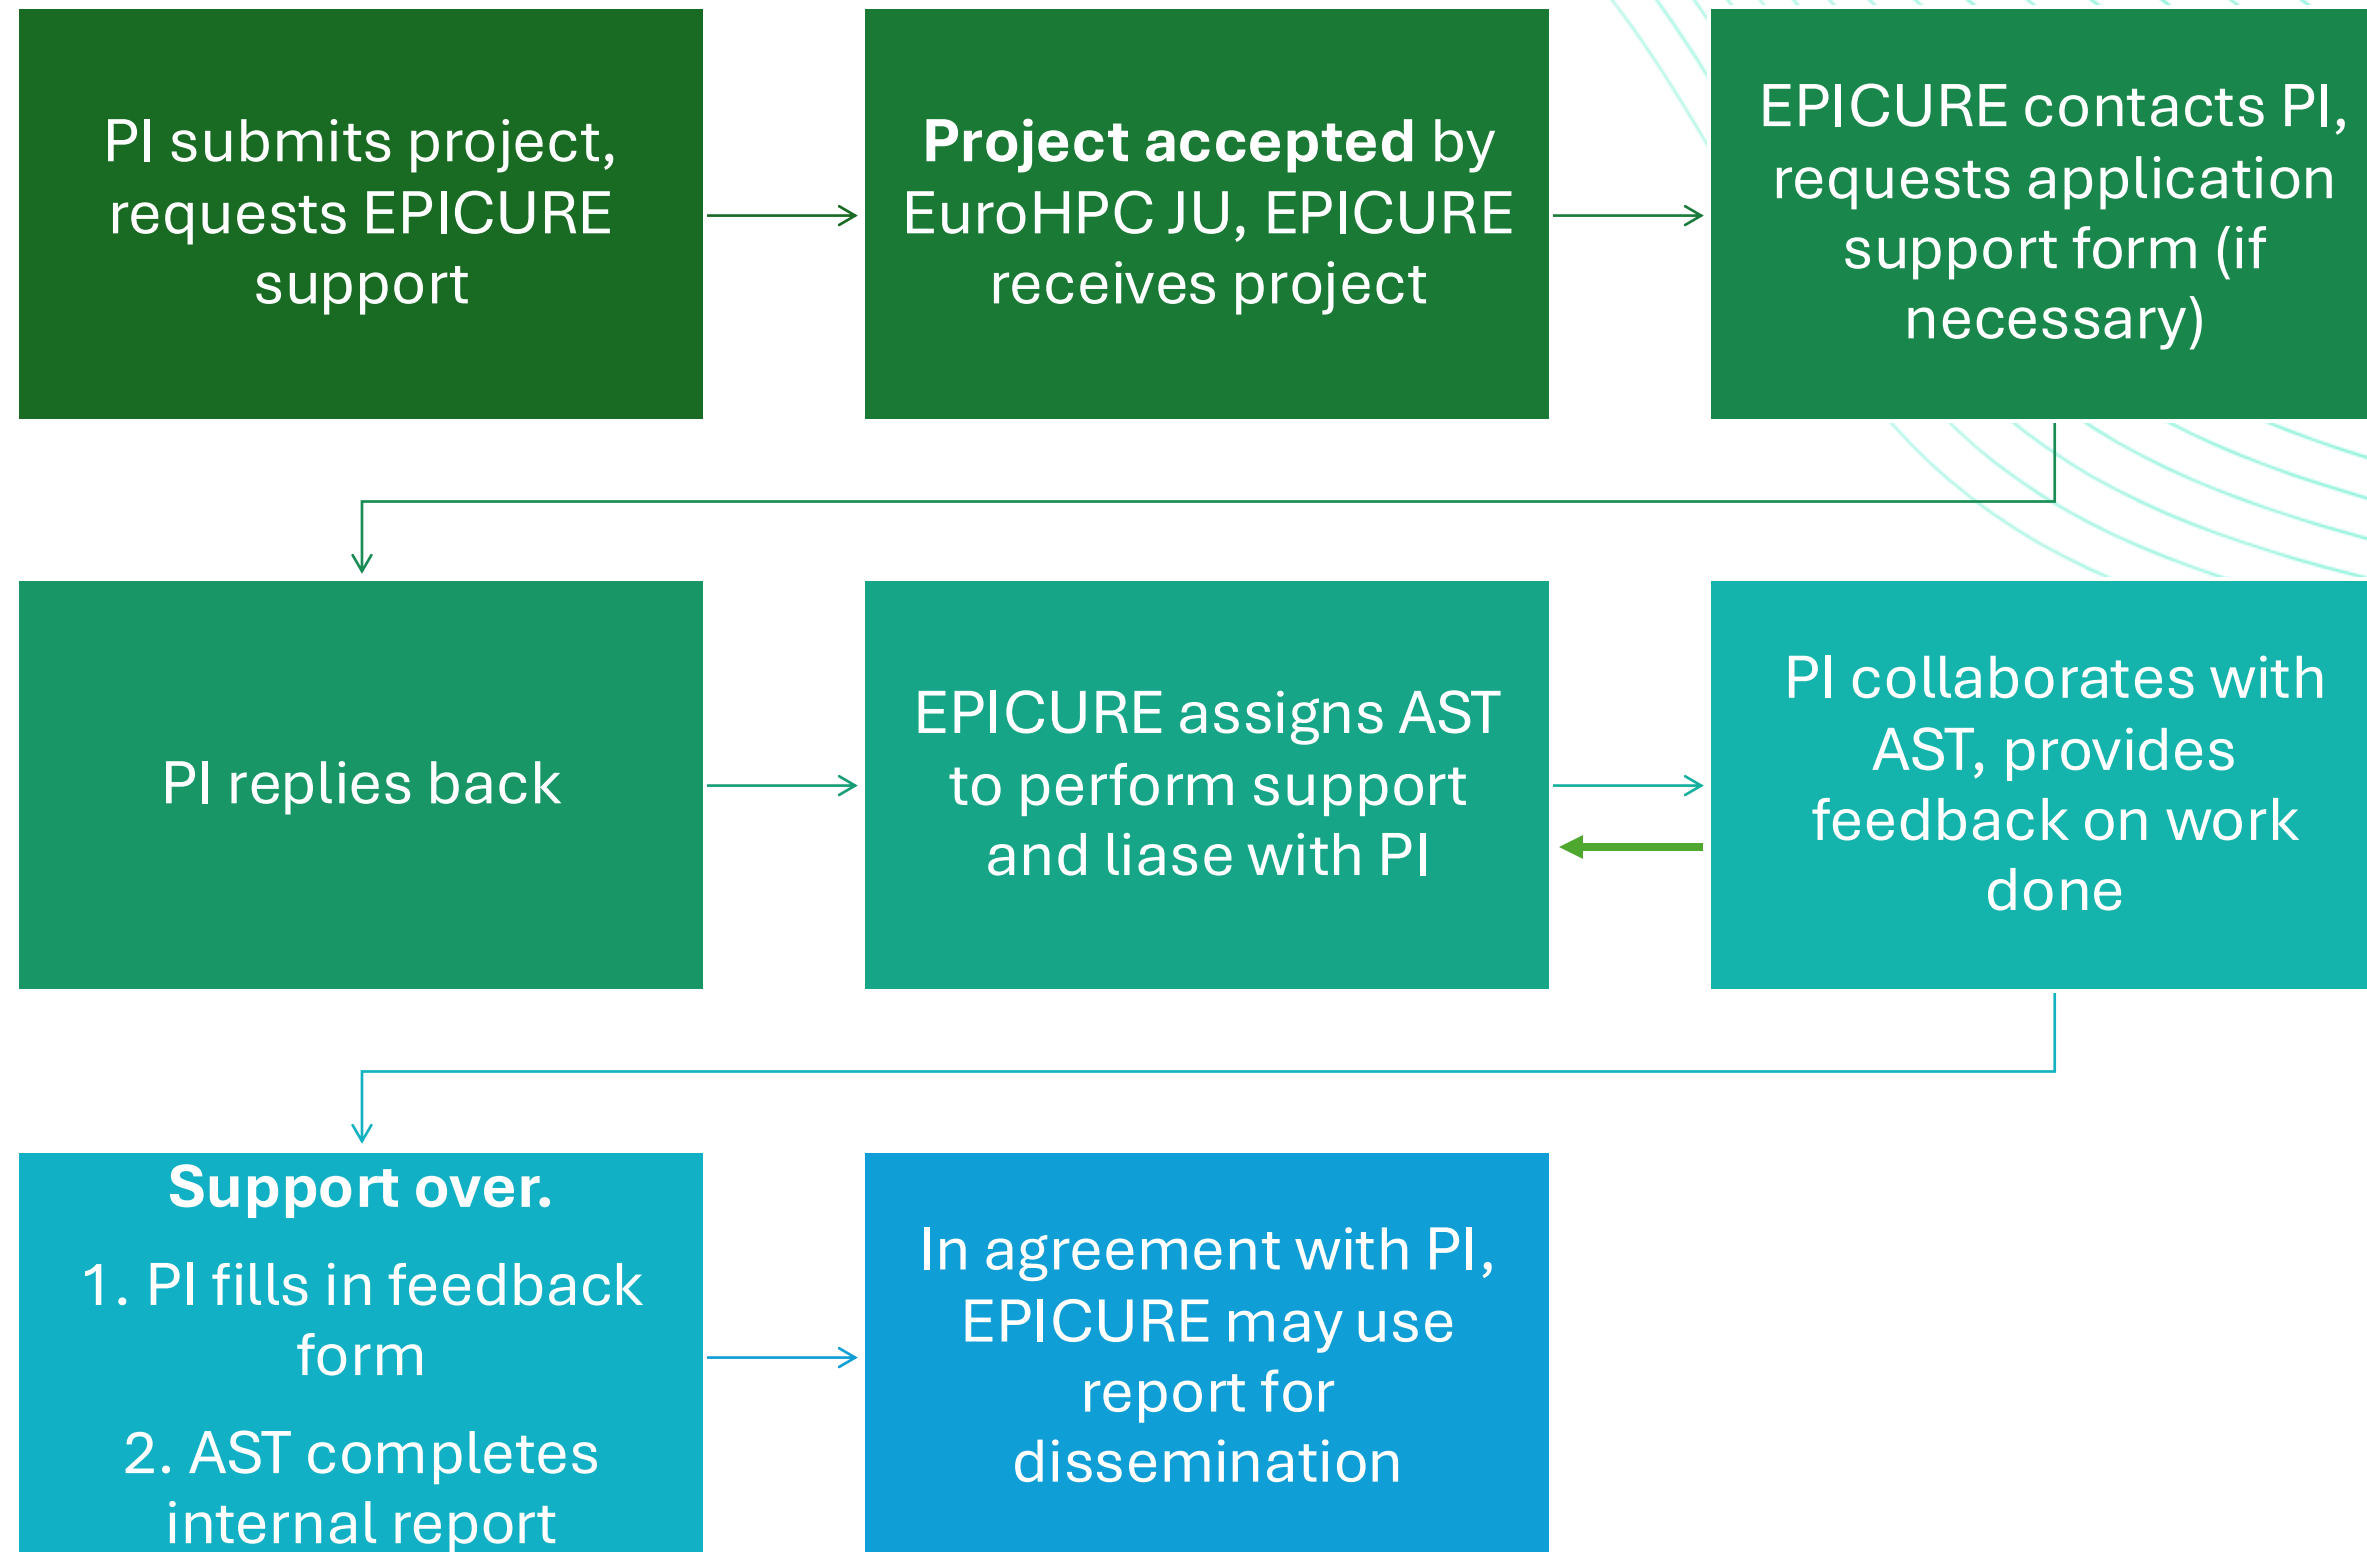 PI submits project,
requests EPICURE
support
Project accepted by
EuroHPC JU, EPICURE
receives project
EPICURE contacts PI,
requests application
support form (if
necessary)
PI replies back
EPICURE assigns AST
to perform support
and liase with PI
PI collaborates with
AST, provides
feedback on work
done
Support over.
1. PI fills in feedback
form
2. AST completes
internal report
In agreement with PI,
EPICURE may use
report for
dissemination